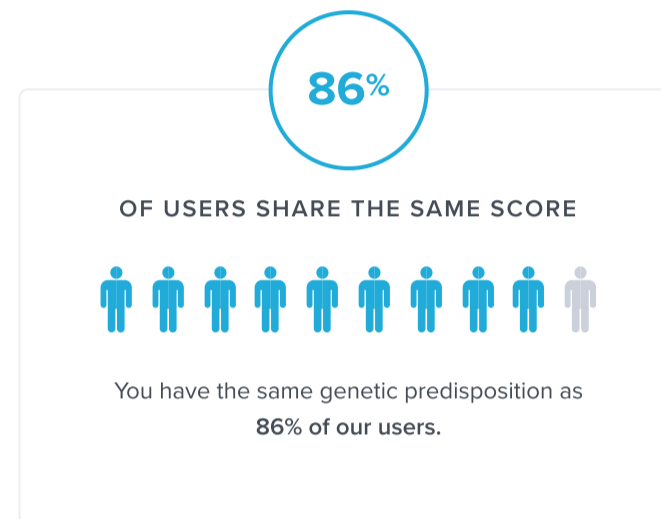 86%
OF USERS SHARE THE SAME SCORE
You have the same genetic predisposition as
86% of our users.